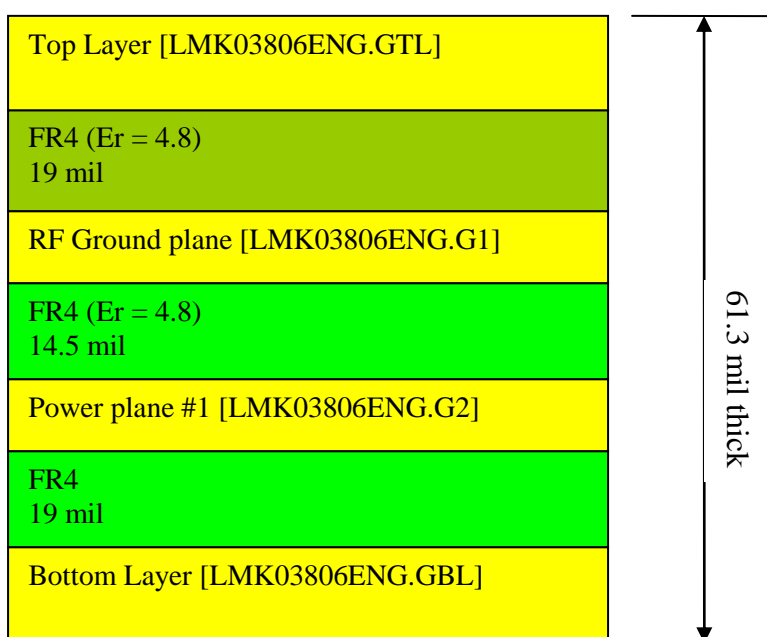 Top Layer [LMK03806ENG.GTL]
FR4 (Er = 4.8)
19 mil
RF Ground plane [LMK03806ENG.G1]
FR4 (Er = 4.8)
14.5 mil
Power plane #1 [LMK03806ENG.G2]
FR4
19 mil
Bottom Layer [LMK03806ENG.GBL]
61.3 mil thick